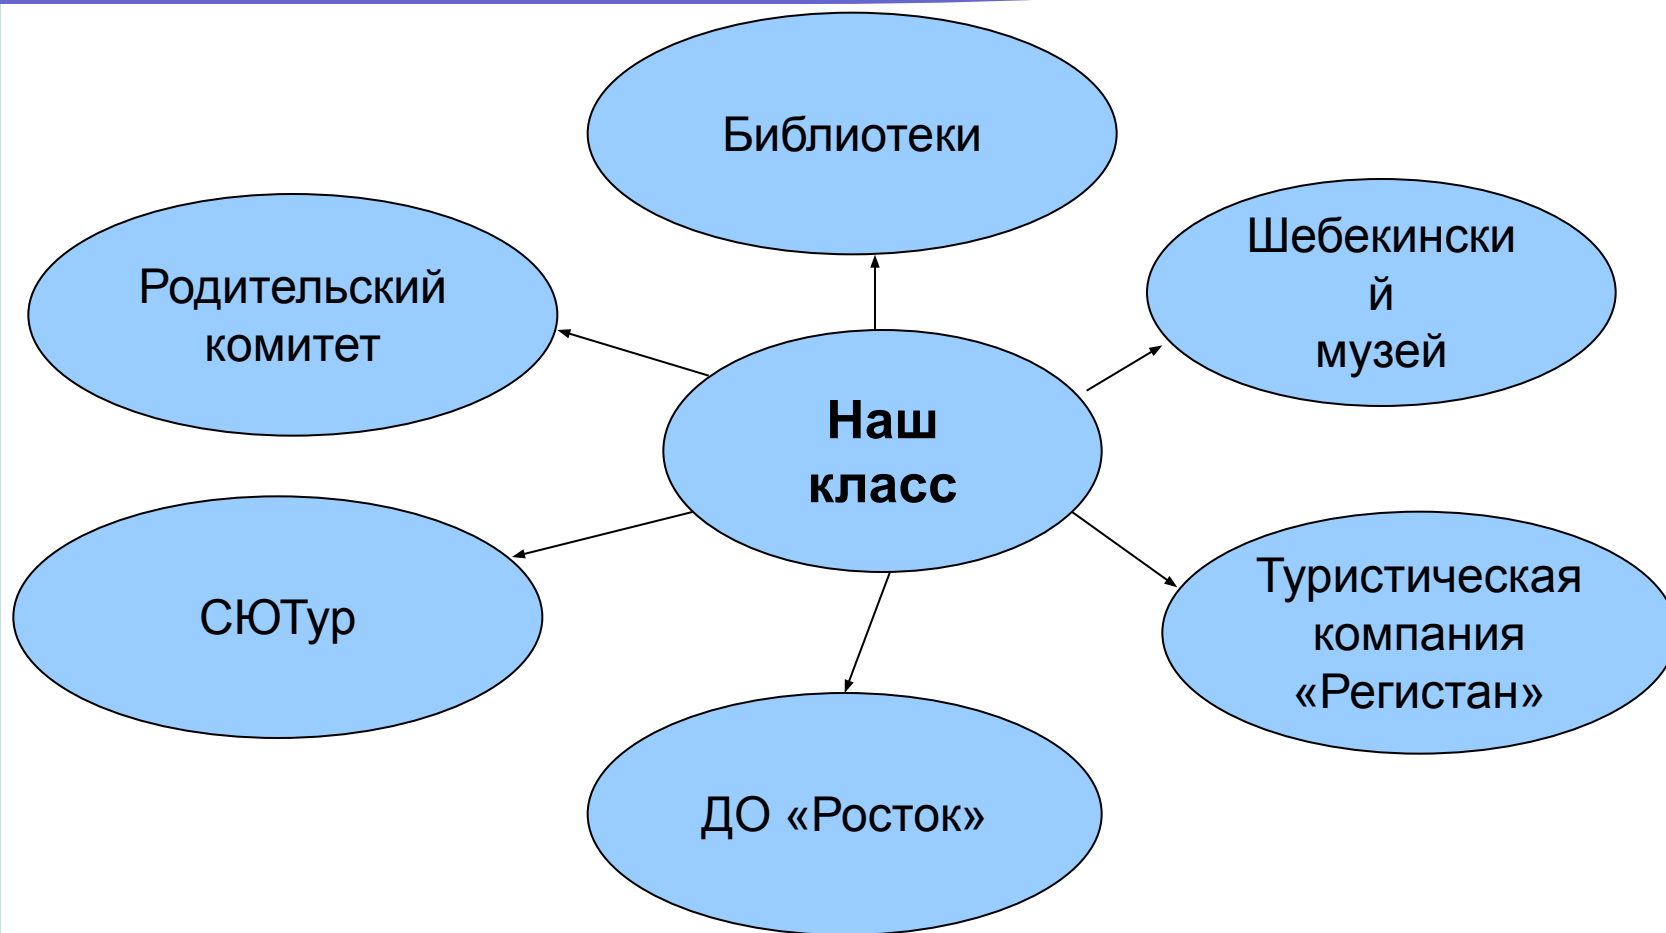 Библиотеки
Родительский
комитет
Шебекински
й
музей
Наш
класс
СЮТур
Туристическая
компания
«Регистан»
ДО «Росток»